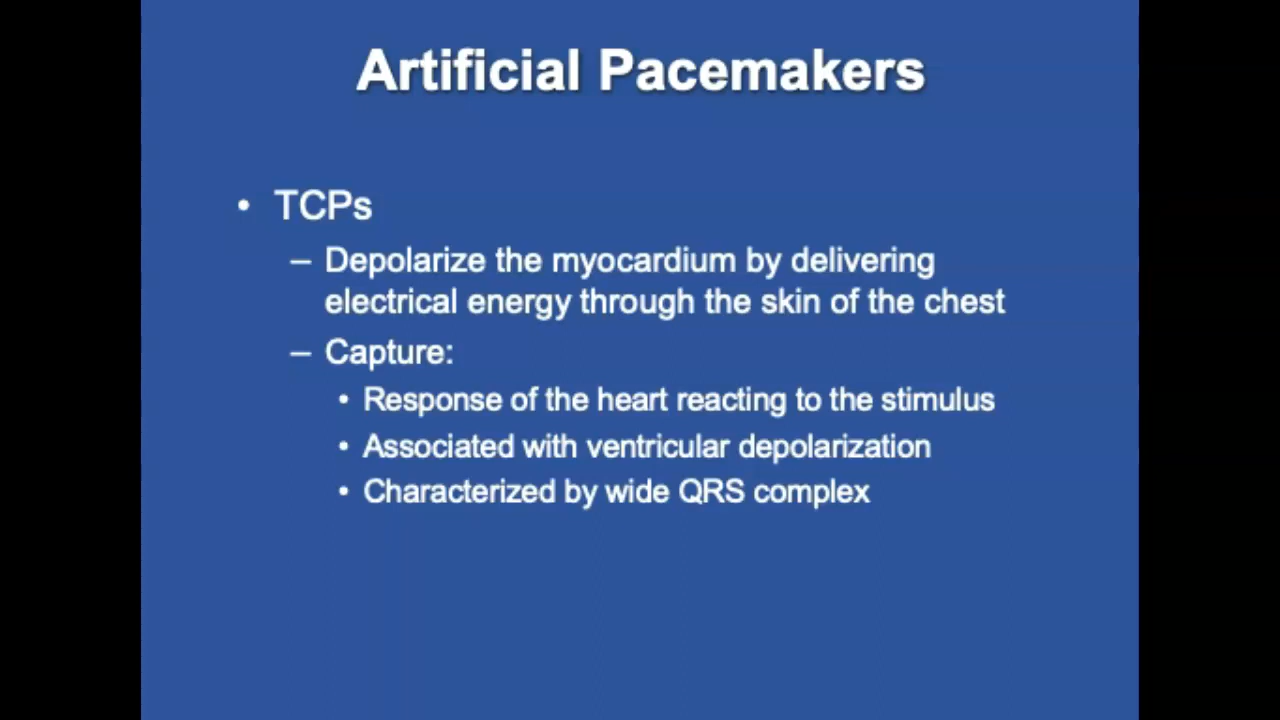 Artificial Pacemakers
• TCPs
– Depolarize the myocardium by delivering
electrical energy through the skin of the chest
– Capture:
• Response of the heart reacting to the stimulus
• Associated with ventricular depolarization
• Characterized by wide QRS complex